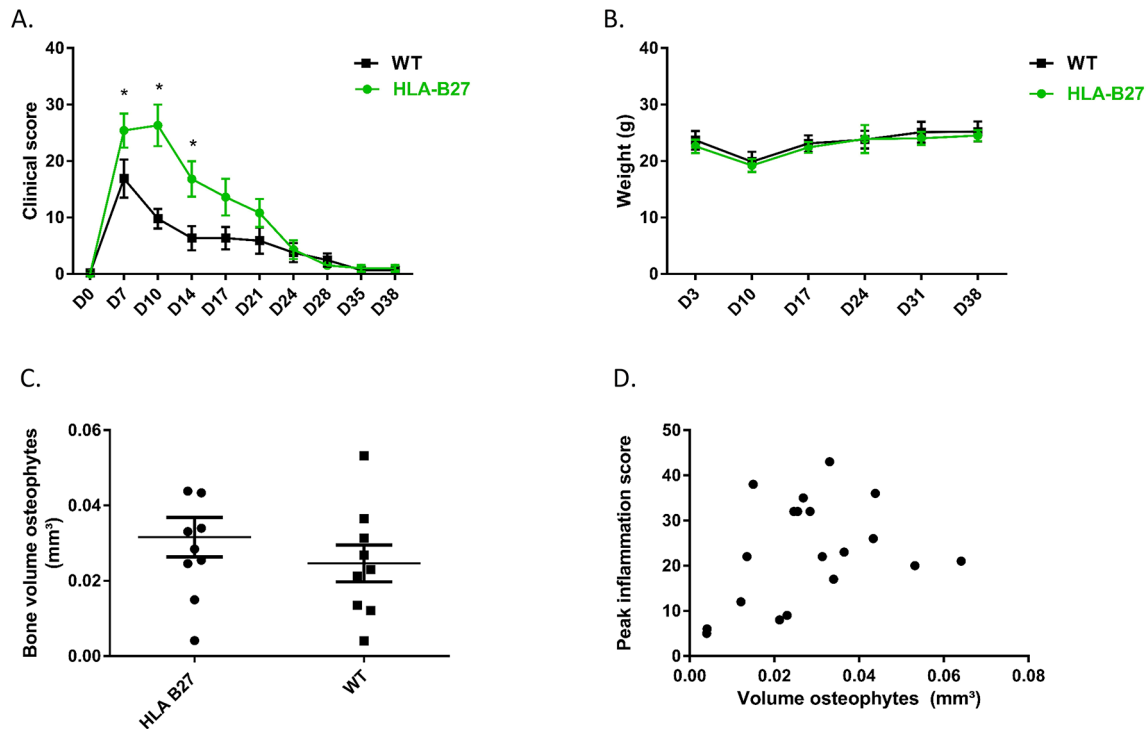 A.
40
30
20
10
0
Clinical score
*
*
*
WT
HLA-B27
D0 D7 D10 D14 D17 D21 D24 D28 D35 D38
B.
40
30
20
10
0
Weight (g)
WT
HLA-B27
D3 D10 D17 D24 D31 D38
C.
0.06
0.04
0.02
0.00
Bone volume osteophytes
(mm³)
HLA B27
WT
D.
50
40
30
20
10
0
Peak inflammation score
0.00 0.02 0.04 0.06 0.08
Volume osteophytes (mm³)